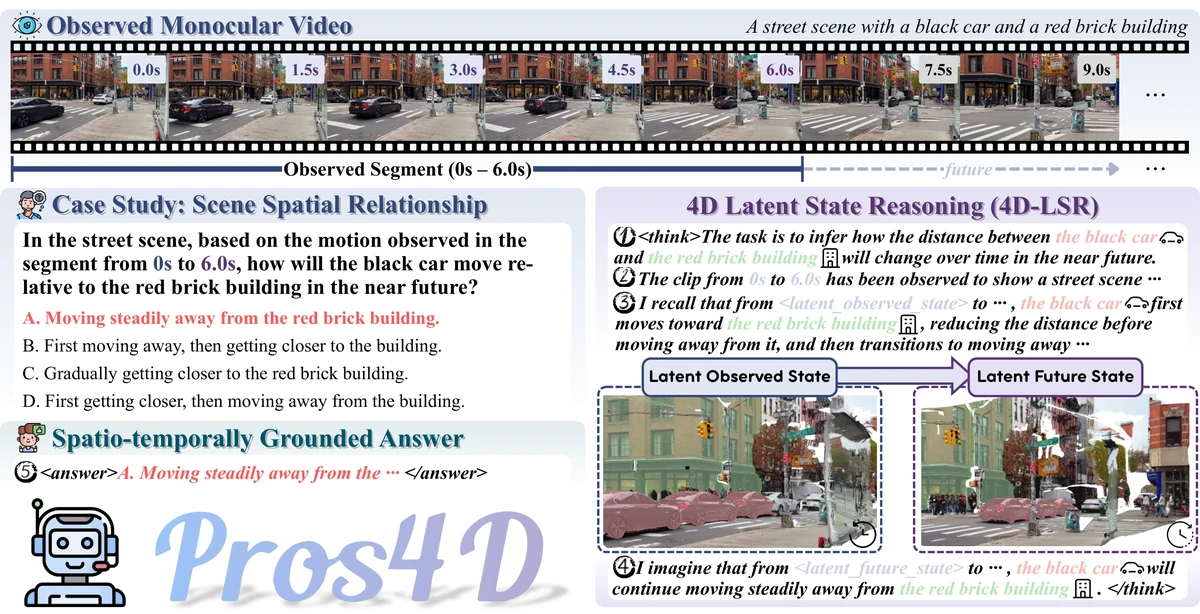 Observed Monocular Video
A street scene with a black car and a red brick building
0.0s
1.5s
3.0s
4.5s
6.0s
7.5s
9.0s
...
Observed Segment (0s – 6.0s)
future
...
Case Study: Scene Spatial Relationship
In the street scene, based on the motion observed in the
segment from 0s to 6.0s, how will the black car move re-
lative to the red brick building in the near future?
A. Moving steadily away from the red brick building.
B. First moving away, then getting closer to the building.
C. Gradually getting closer to the red brick building.
D. First getting closer, then moving away from the building.
Spatio-temporally Grounded Answer
⑤<answer>A. Moving steadily away from the ··· </answer>
Pros4D
4D Latent State Reasoning (4D-LSR)
①<think>The task is to infer how the distance between the black car
and the red brick building will change over time in the near future.
②The clip from 0s to 6.0s has been observed to show a street scene ···
③I recall that from <latent_observed_state> to ··· , the black car first
moves toward the red brick building , reducing the distance before
moving away from it, and then transitions to moving away ···
Latent Observed State
Latent Future State
④I imagine that from <latent_future_state> to ··· , the black car will
continue moving steadily away from the red brick building . </think>